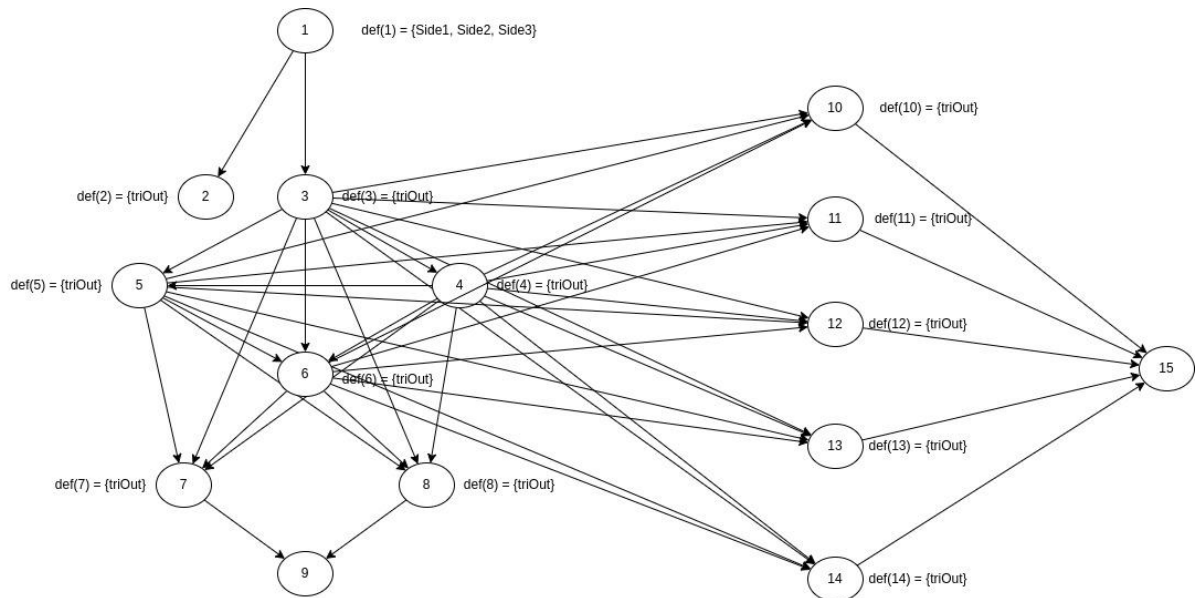 1
def(1) = {Side1, Side2, Side3}
10
def(10) = {triOut}
def(2) = {triOut}
2
3
def(3) = {triOut}
11
def(11) = {triOut}
def(5) = {triOut}
5
4
def(4) = {triOut}
12
def(12) = {triOut}
6
def(6) = {triOut}
15
13
def(13) = {triOut}
def(7) = {triOut}
7
8
def(8) = {triOut}
9
14
def(14) = {triOut}